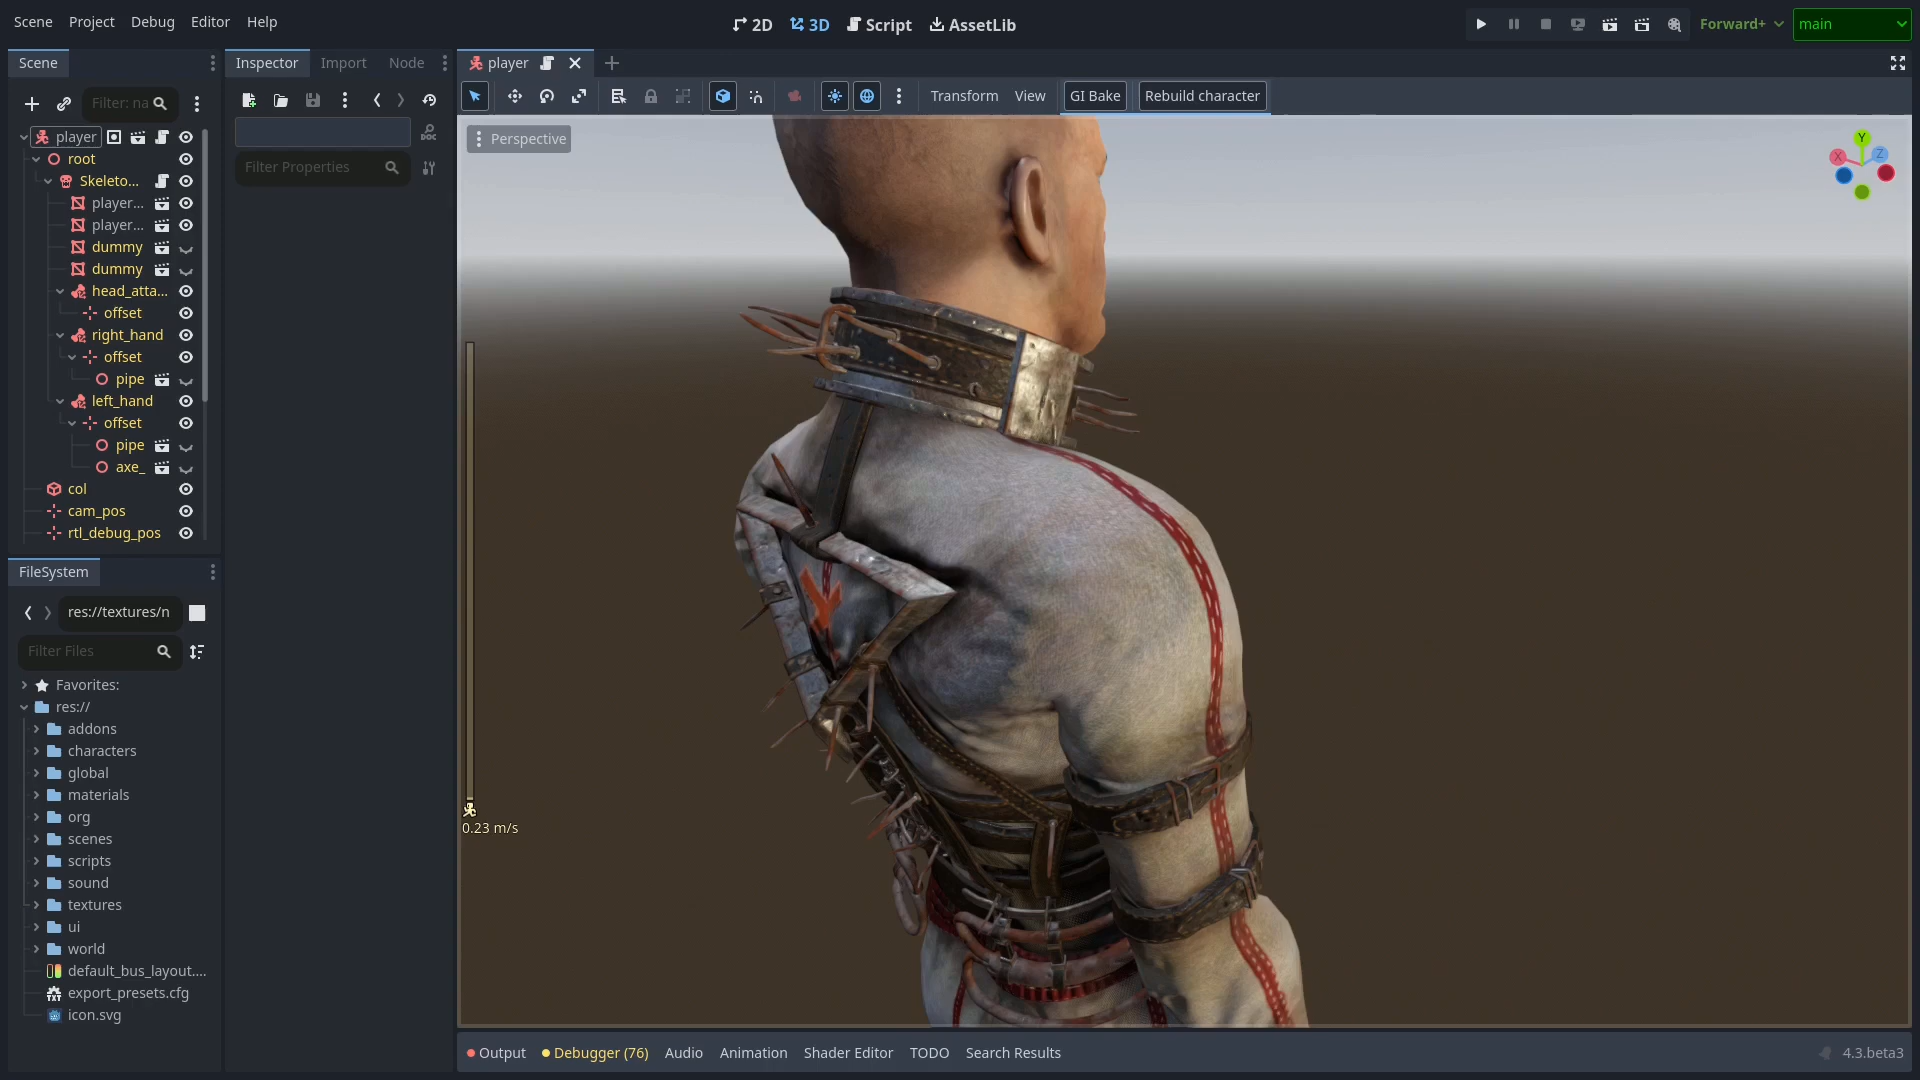 Scene Project Debug Editor Help
2D 3D Script AssetLib
Forward+ main
Scene
Filter: na
player
root
Skeleto...
player...
player...
dummy
dummy
head_atta...
offset
right_hand
offset
pipe
left_hand
offset
pipe
axe_
col
cam_pos
rtl_debug_pos
FileSystem
res://textures/n
Filter Files
Favorites:
res://
addons
characters
global
materials
org
scenes
scripts
sound
textures
ui
world
default_bus_layout....
export_presets.cfg
icon.svg
Inspector Import Node
DOC
Filter Properties
player
Transform View GI Bake Rebuild character
Perspective
Y
X
Z
0.23 m/s
Output Debugger (76) Audio Animation Shader Editor TODO Search Results
4.3.beta3